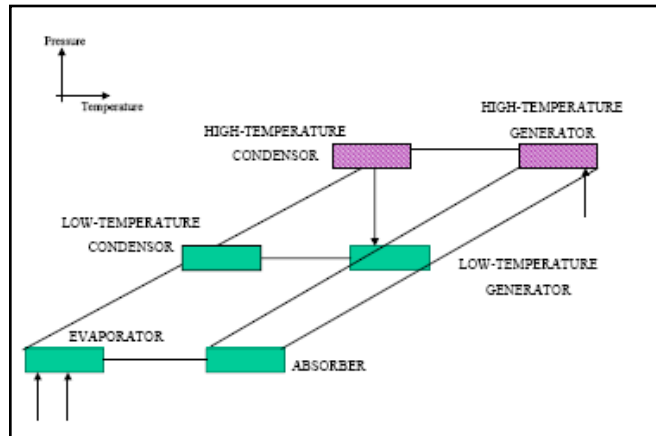 Pressure
Temperature
HIGH-TEMPERATURE
CONDENSOR
HIGH-TEMPERATURE
GENERATOR
LOW-TEMPERATURE
CONDENSOR
LOW-TEMPERATURE
GENERATOR
EVAPORATOR
ABSORBER